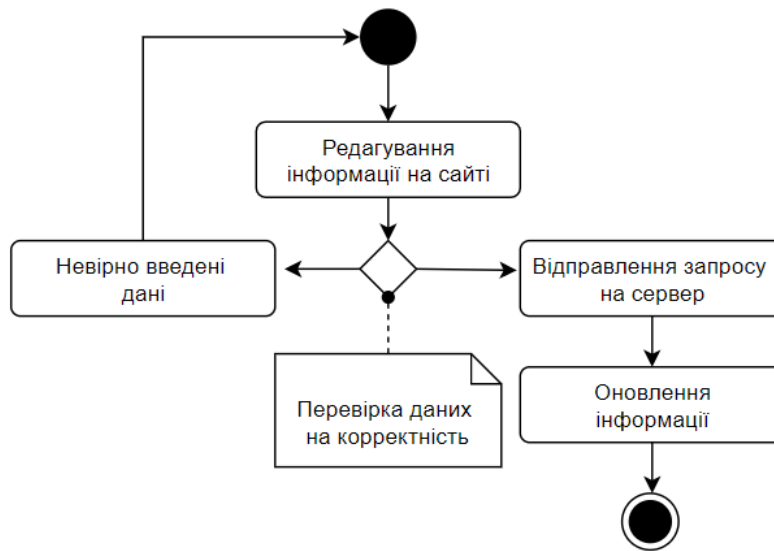 Редагування
інформації на сайті
Невірно введені
дані
Відправлення запросу
на сервер
Перевірка даних
на корректність
Оновлення
інформації